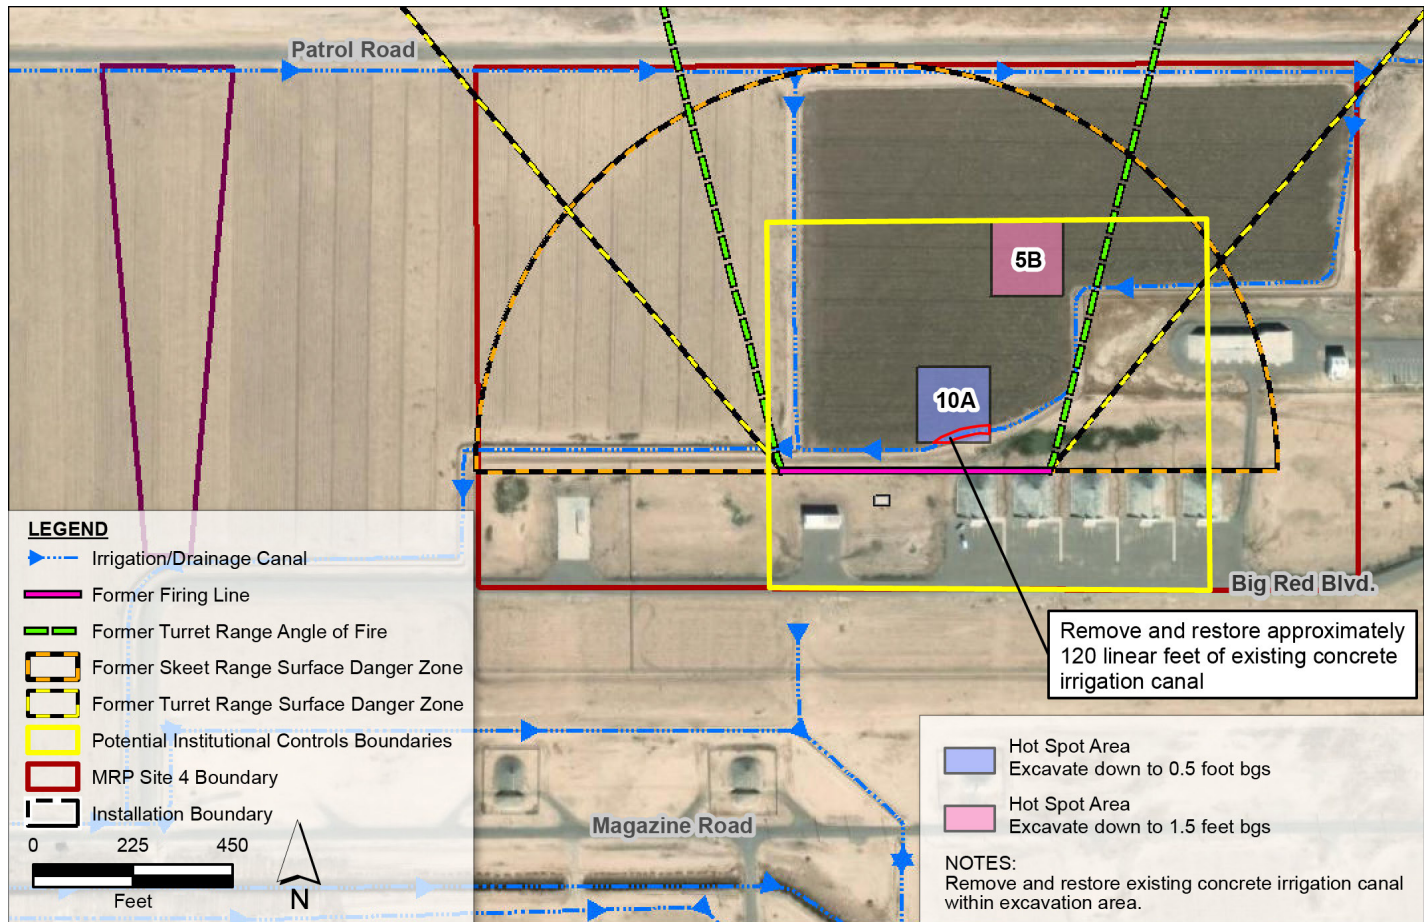 Patrol Road
5B
10A
Big Red Blvd.
Remove and restore approximately
120 linear feet of existing concrete
irrigation canal
Magazine Road
LEGEND
Irrigation/Drainage Canal
Former Firing Line
Former Turret Range Angle of Fire
Former Skeet Range Surface Danger Zone
Former Turret Range Surface Danger Zone
Potential Institutional Controls Boundaries
MRP Site 4 Boundary
Installation Boundary
0 225 450
Feet
N
Hot Spot Area
Excavate down to 0.5 foot bgs
Hot Spot Area
Excavate down to 1.5 feet bgs
NOTES:
Remove and restore existing concrete irrigation canal
within excavation area.